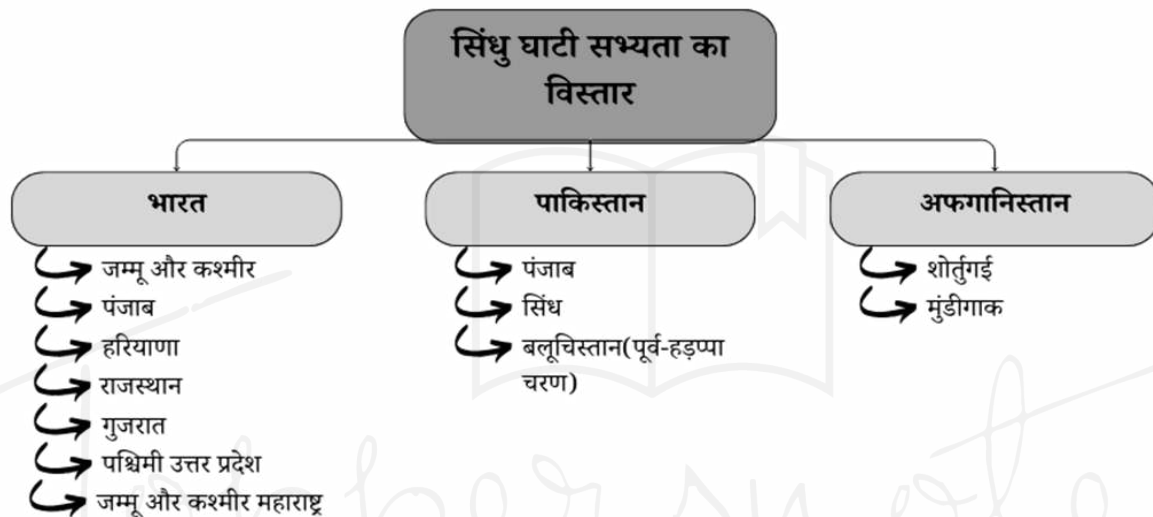 सिंधु घाटी सभ्यता का
विस्तार
भारत
जम्मू और कश्मीर
पंजाब
हरियाणा
राजस्थान
गुजरात
पश्चिमी उत्तर प्रदेश
जम्मू और कश्मीर महाराष्ट्र
पाकिस्तान
पंजाब
सिंध
बलूचिस्तान(पूर्व-हड़प्पा
चरण)
अफगानिस्तान
शोर्तुगई
मुंडीगाक